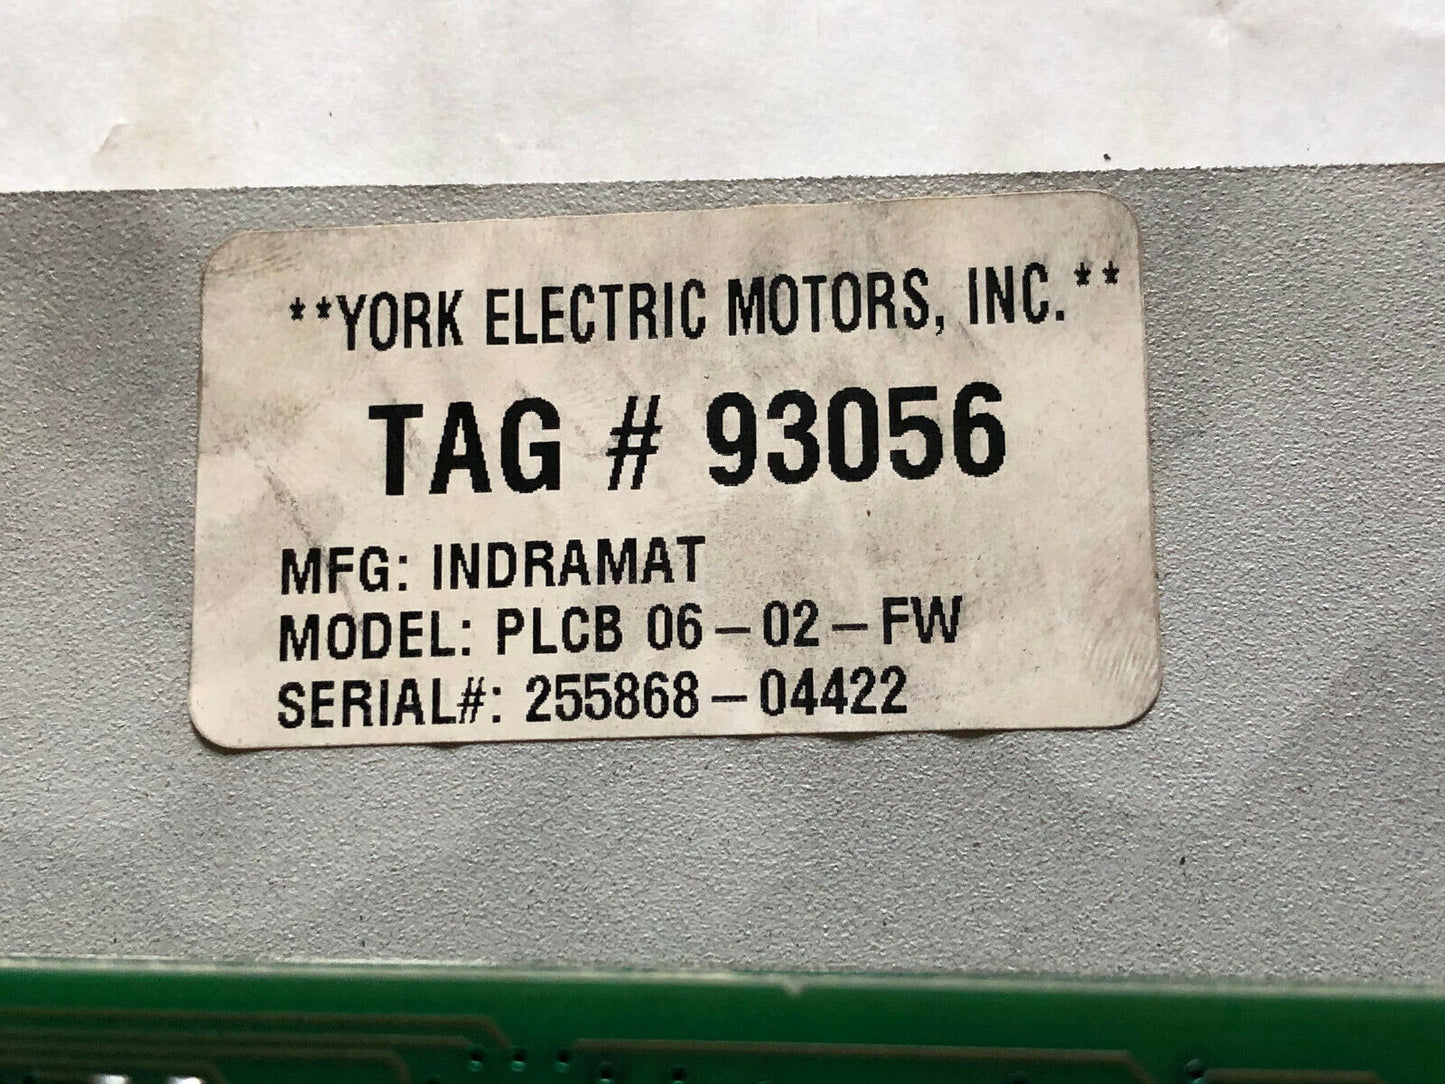 **YORK ELECTRIC MOTORS, INC.**
TAG # 93056
MFG: INDRAMAT
MODEL: PLCB 06-02-FW
SERIAL#: 255868-04422